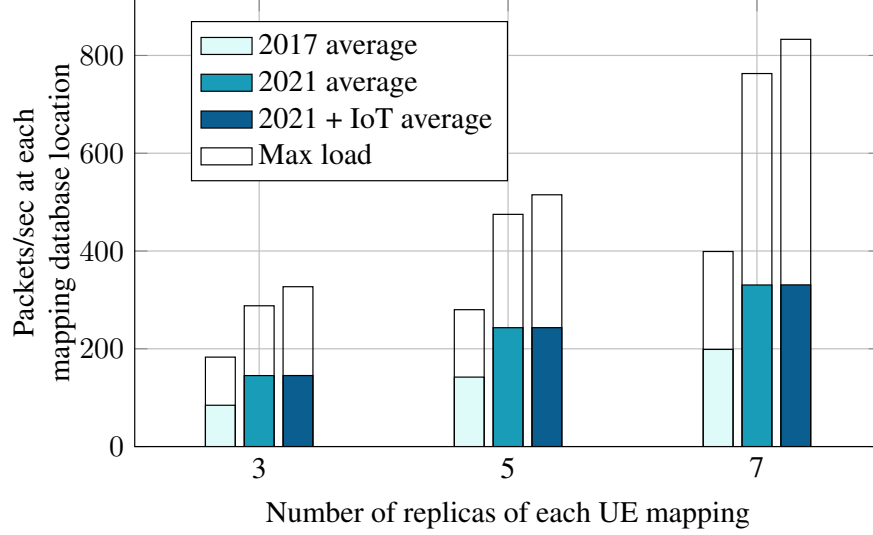 800
600
400
200
0
Packets/sec at each
mapping database location
2017 average
2021 average
2021 + IoT average
Max load
3 5 7
Number of replicas of each UE mapping